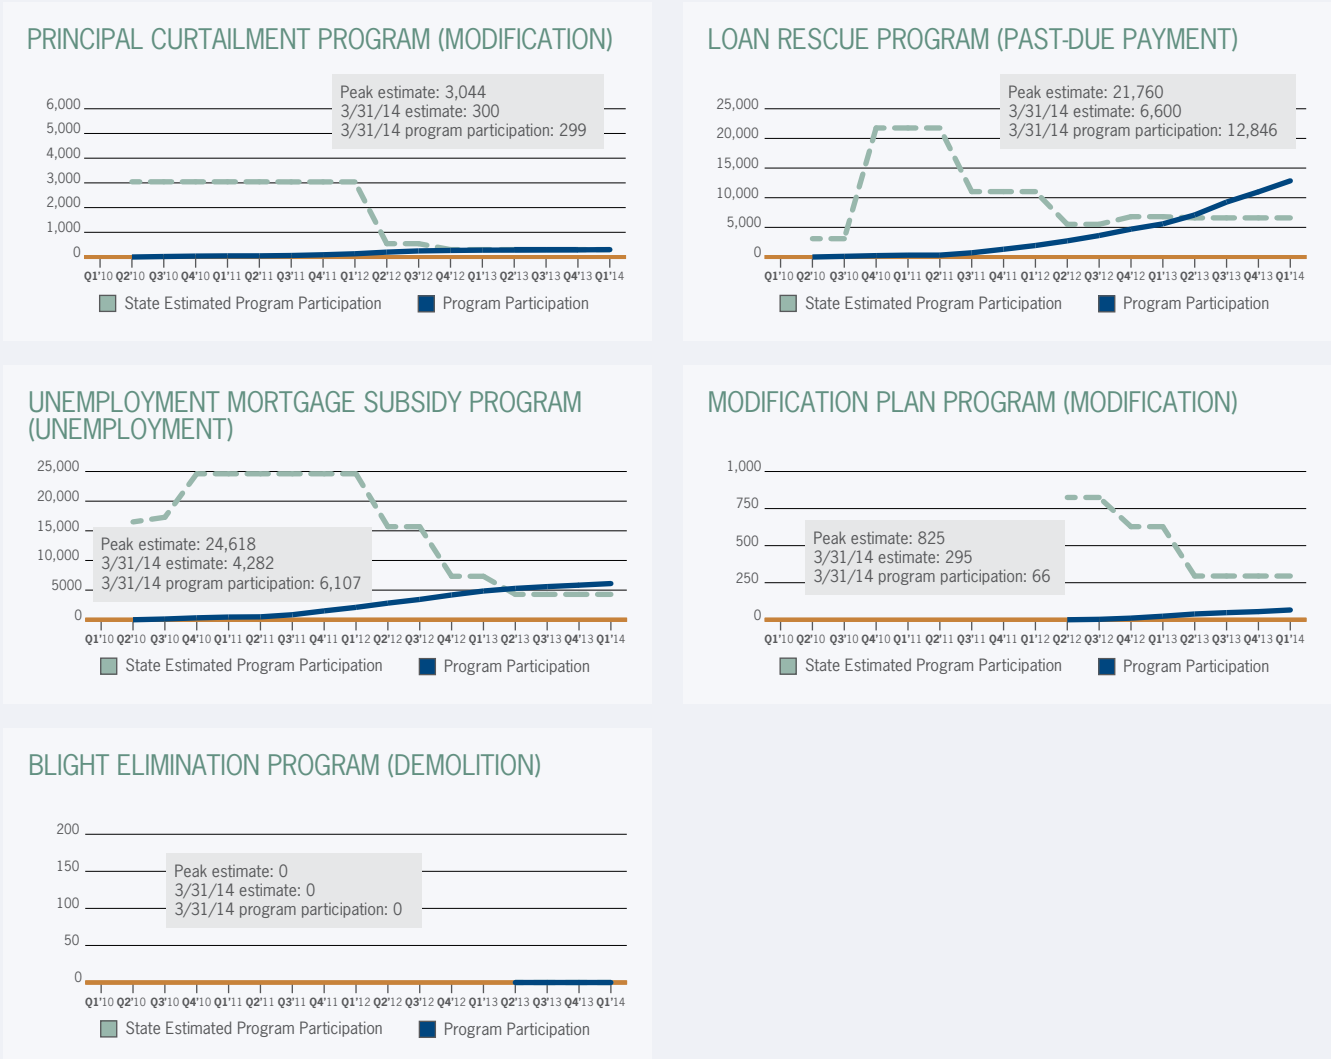 PRINCIPAL CURTAILMENT PROGRAM (MODIFICATION)
Peak estimate: 3,044
3/31/14 estimate: 300
3/31/14 program participation: 299
6,000
5,000
4,000
3,000
2,000
1,000
0
Q1'10 Q2'10 Q3'10 Q4'10 Q1'11 Q2'11 Q3'11 Q4'11 Q1'12 Q2'12 Q3'12 Q4'12 Q1'13 Q2'13 Q3'13 Q4'13 Q1'14
State Estimated Program Participation Program Participation
LOAN RESCUE PROGRAM (PAST-DUE PAYMENT)
Peak estimate: 21,760
3/31/14 estimate: 6,600
3/31/14 program participation: 12,846
25,000
20,000
15,000
10,000
5,000
0
Q1'10 Q2'10 Q3'10 Q4'10 Q1'11 Q2'11 Q3'11 Q4'11 Q1'12 Q2'12 Q3'12 Q4'12 Q1'13 Q2'13 Q3'13 Q4'13 Q1'14
State Estimated Program Participation Program Participation
UNEMPLOYMENT MORTGAGE SUBSIDY PROGRAM
(UNEMPLOYMENT)
25,000
20,000
15,000
10,000
5000
0
Peak estimate: 24,618
3/31/14 estimate: 4,282
3/31/14 program participation: 6,107
Q1'10 Q2'10 Q3'10 Q4'10 Q1'11 Q2'11 Q3'11 Q4'11 Q1'12 Q2'12 Q3'12 Q4'12 Q1'13 Q2'13 Q3'13 Q4'13 Q1'14
State Estimated Program Participation Program Participation
MODIFICATION PLAN PROGRAM (MODIFICATION)
1,000
750
500
250
0
Peak estimate: 825
3/31/14 estimate: 295
3/31/14 program participation: 66
Q1'10 Q2'10 Q3'10 Q4'10 Q1'11 Q2'11 Q3'11 Q4'11 Q1'12 Q2'12 Q3'12 Q4'12 Q1'13 Q2'13 Q3'13 Q4'13 Q1'14
State Estimated Program Participation Program Participation
BLIGHT ELIMINATION PROGRAM (DEMOLITION)
200
150
100
50
0
Peak estimate: 0
3/31/14 estimate: 0
3/31/14 program participation: 0
Q1'10 Q2'10 Q3'10 Q4'10 Q1'11 Q2'11 Q3'11 Q4'11 Q1'12 Q2'12 Q3'12 Q4'12 Q1'13 Q2'13 Q3'13 Q4'13 Q1'14
State Estimated Program Participation Program Participation